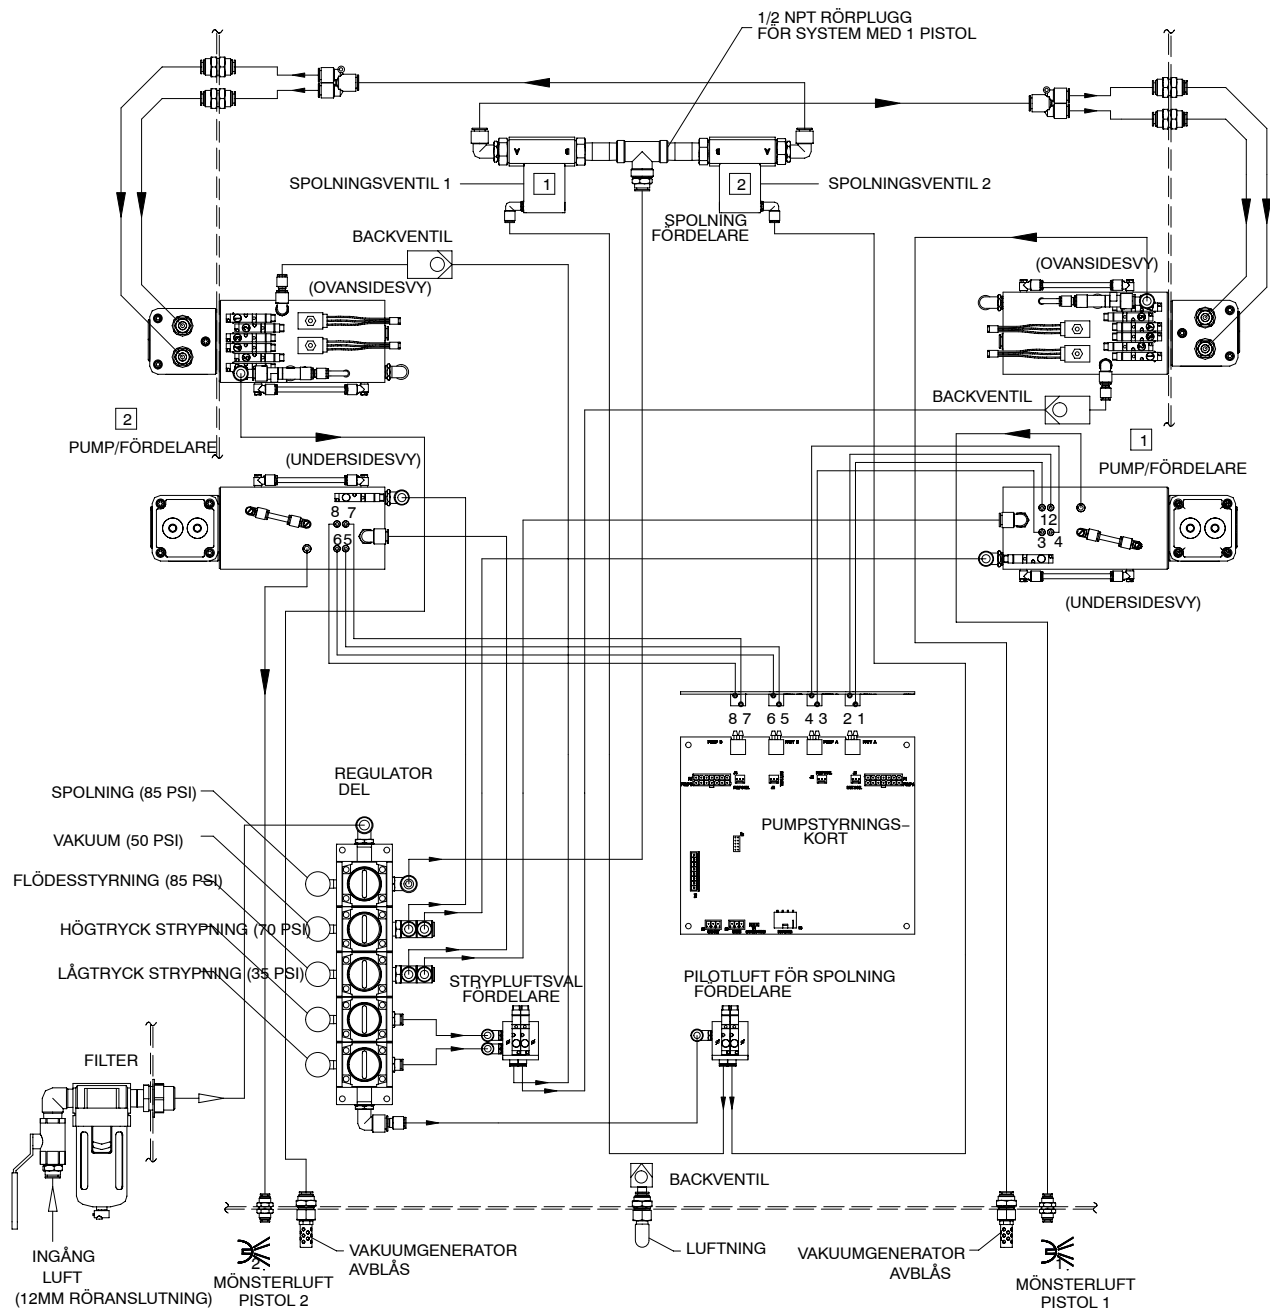 1/2 NPT RÖRPLUGG
FÖR SYSTEM MED 1 PISTOL
A
B
B
A
SPOLNINGSVENTIL 1
1
2
SPOLNINGSVENTIL 2
SPOLNING
FÖRDELARE
BACKVENTIL
(OVANSIDESVY)
(OVANSIDESVY)
BACKVENTIL
2
PUMP/FÖRDELARE
1
PUMP/FÖRDELARE
(UNDERSIDESVY)
8 7
6 5
1 2
3 4
(UNDERSIDESVY)
8 7 6 5 4 3 2 1
REGULATOR
DEL
SPOLNING (85 PSI)
VAKUUM (50 PSI)
FLÖDESSTYRNING (85 PSI)
HÖGTRYCK STRYPNING (70 PSI)
LÅGTRYCK STRYPNING (35 PSI)
PUMPSTYRNINGS–
KORT
STRYPLUFTSVAL
FÖRDELARE
PILOTLUFT FÖR SPOLNING
FÖRDELARE
FILTER
BACKVENTIL
LUFTNING
INGÅNG
LUFT
(12MM RÖRANSLUTNING)
2.
MÖNSTERLUFT
PISTOL 2
VAKUUMGENERATOR
AVBLÅS
VAKUUMGENERATOR
AVBLÅS
1.
MÖNSTERLUFT
PISTOL 1